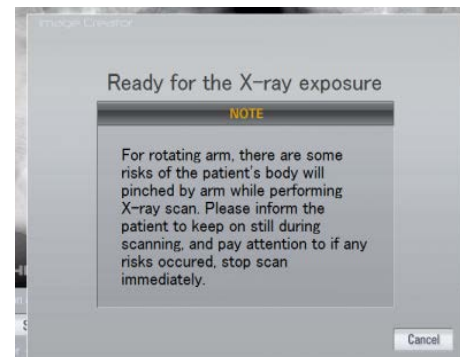 Image Creator
Ready for the X-ray exposure
NOTE
For rotating arm, there are some
risks of the patient's body will
pinched by arm while performing
X-ray scan. Please inform the
patient to keep on still during
scanning, and pay attention to if any
risks occured, stop scan
immediately.
Cancel